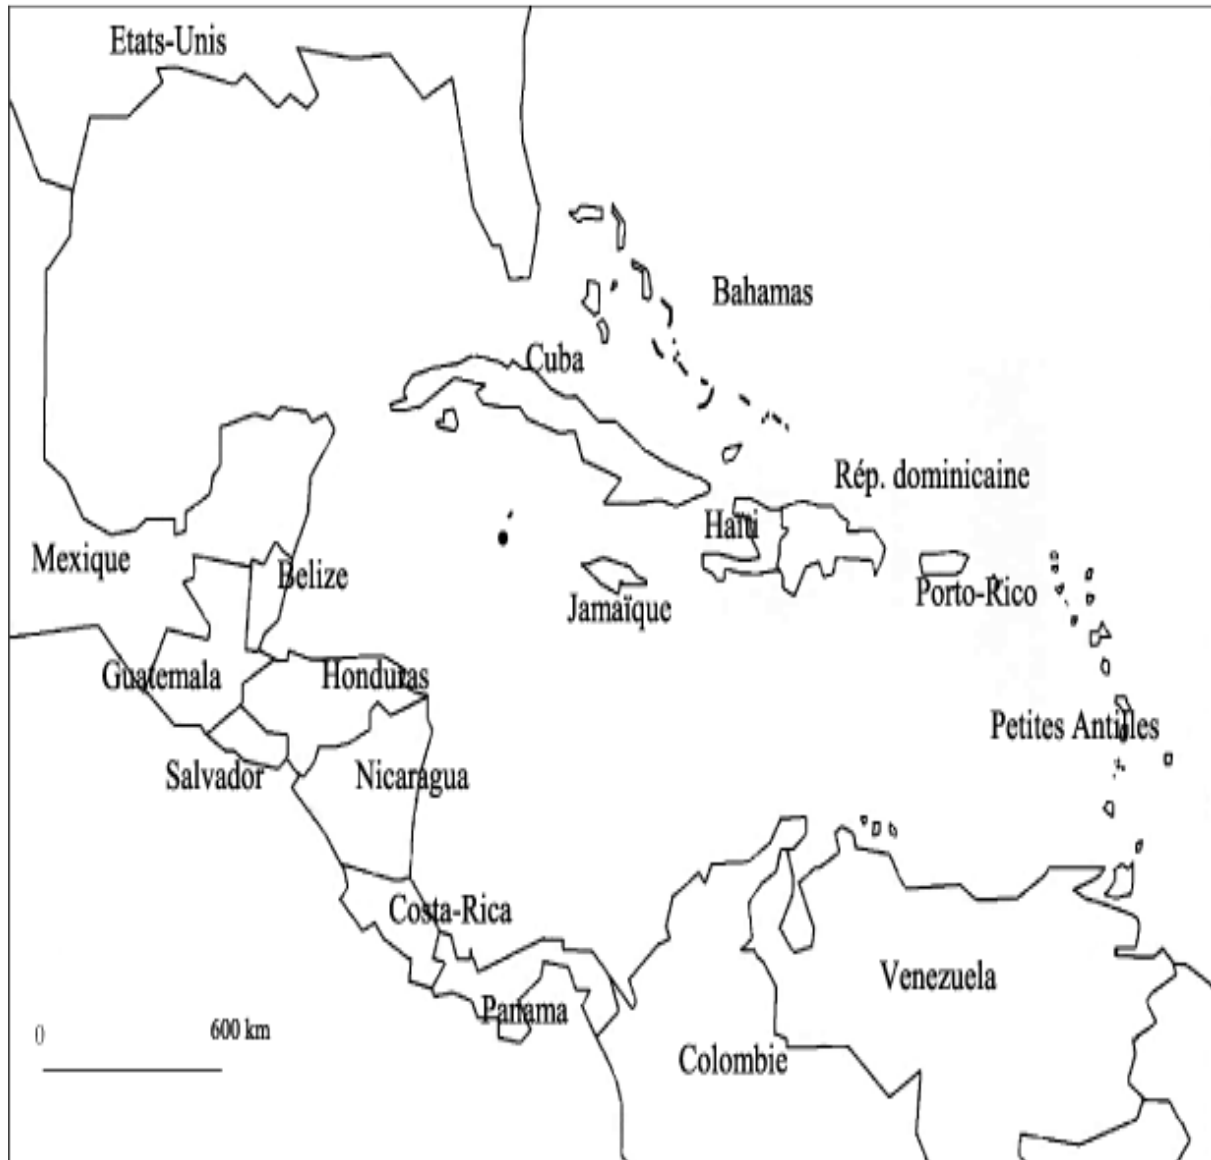 Etats-Unis
Bahamas
Cuba
Rép. dominicaine
Haïti
Mexique
Belize
Jamaïque
Porto-Rico
Guatemala
Honduras
Petites Antilles
Salvador
Nicaragua
Costa-Rica
Venezuela
Panama
0
600 km
Colombie